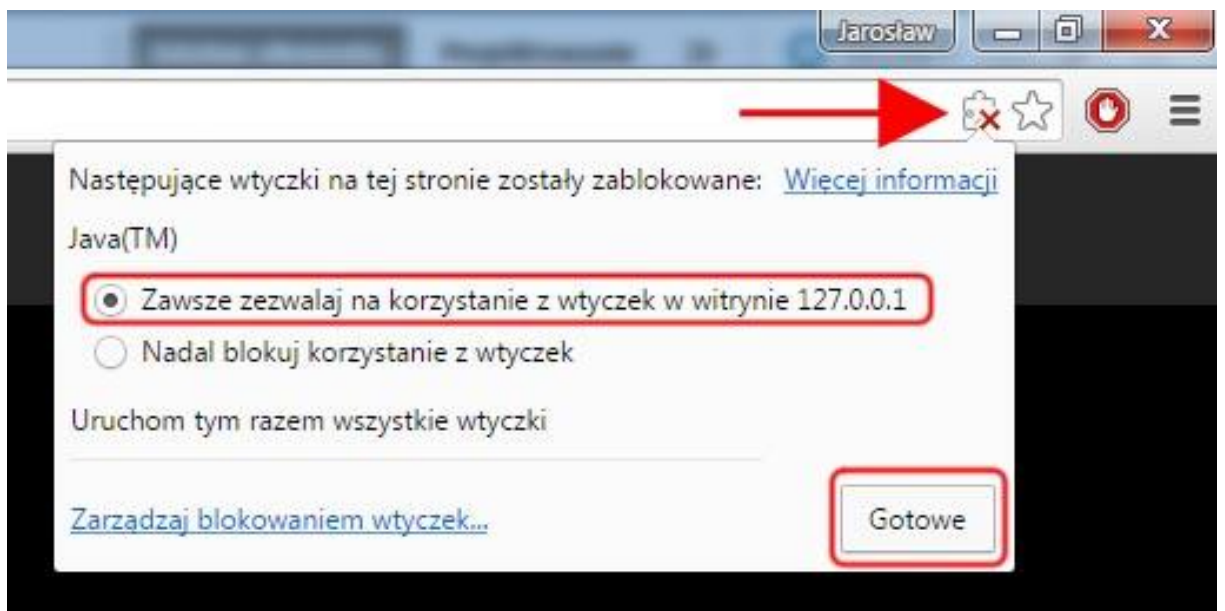 Jarosław
Następujące wtyczki na tej stronie zostały zablokowane: Więcej informacji
Java(TM)
Zawsze zezwalaj na korzystanie z wtyczek w witrynie 127.0.0.1
Nadal blokuj korzystanie z wtyczek
Uruchom tym razem wszystkie wtyczki
Zarządzaj blokowaniem wtyczek...
Gotowe